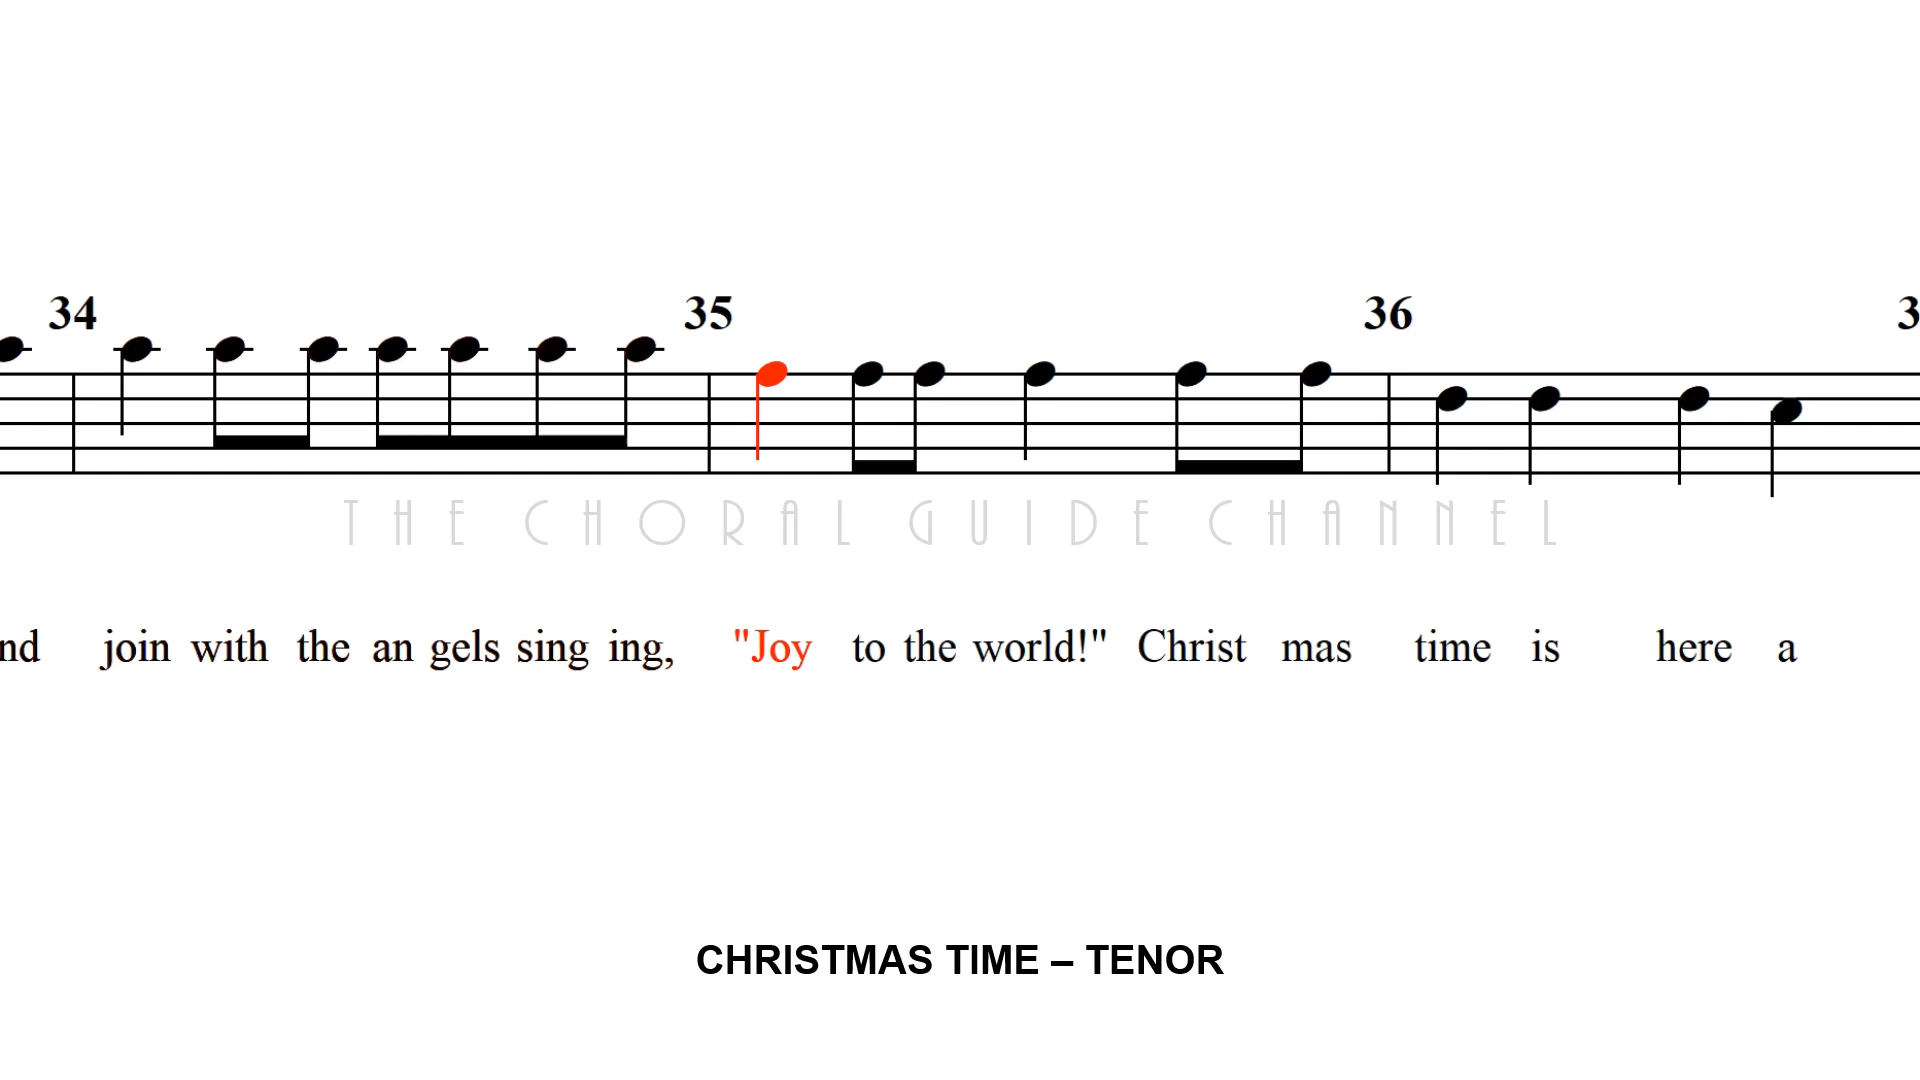 34 35 36 3
THE CHORAL GUIDE CHANNEL
nd join with the an gels sing ing, "Joy to the world!" Christ mas time is here a
CHRISTMAS TIME – TENOR